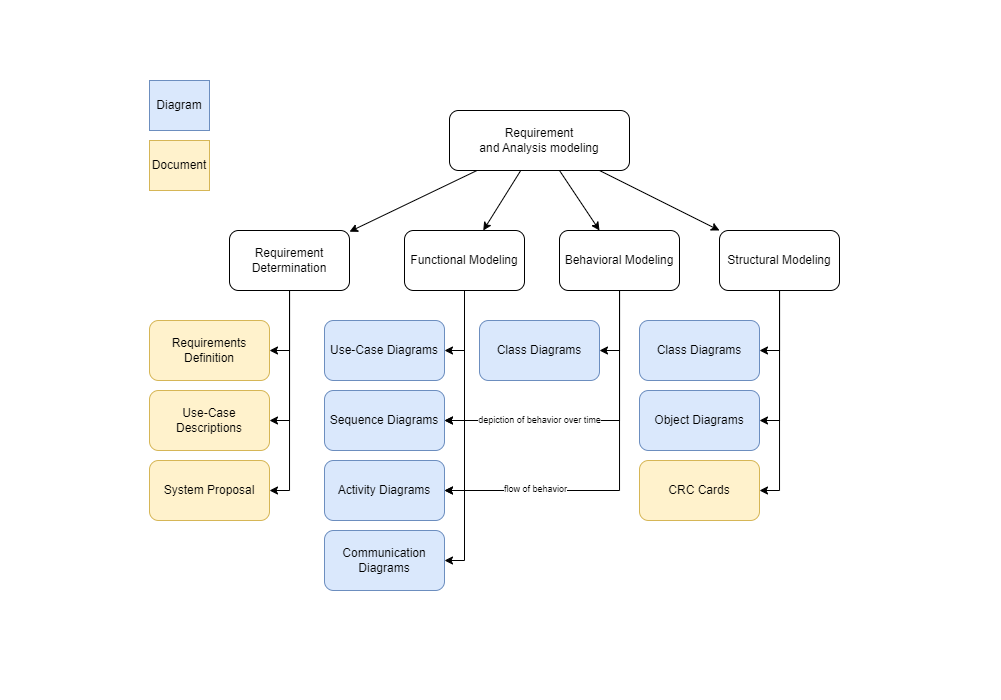 Diagram
Document
Requirement
and Analysis modeling
Requirement
Determination
Functional Modeling
Behavioral Modeling
Structural Modeling
Requirements
Definition
Use-Case Diagrams
Class Diagrams
Class Diagrams
Use-Case
Descriptions
Sequence Diagrams
depiction of behavior over time
Object Diagrams
System Proposal
Activity Diagrams
flow of behavior
CRC Cards
Communication
Diagrams